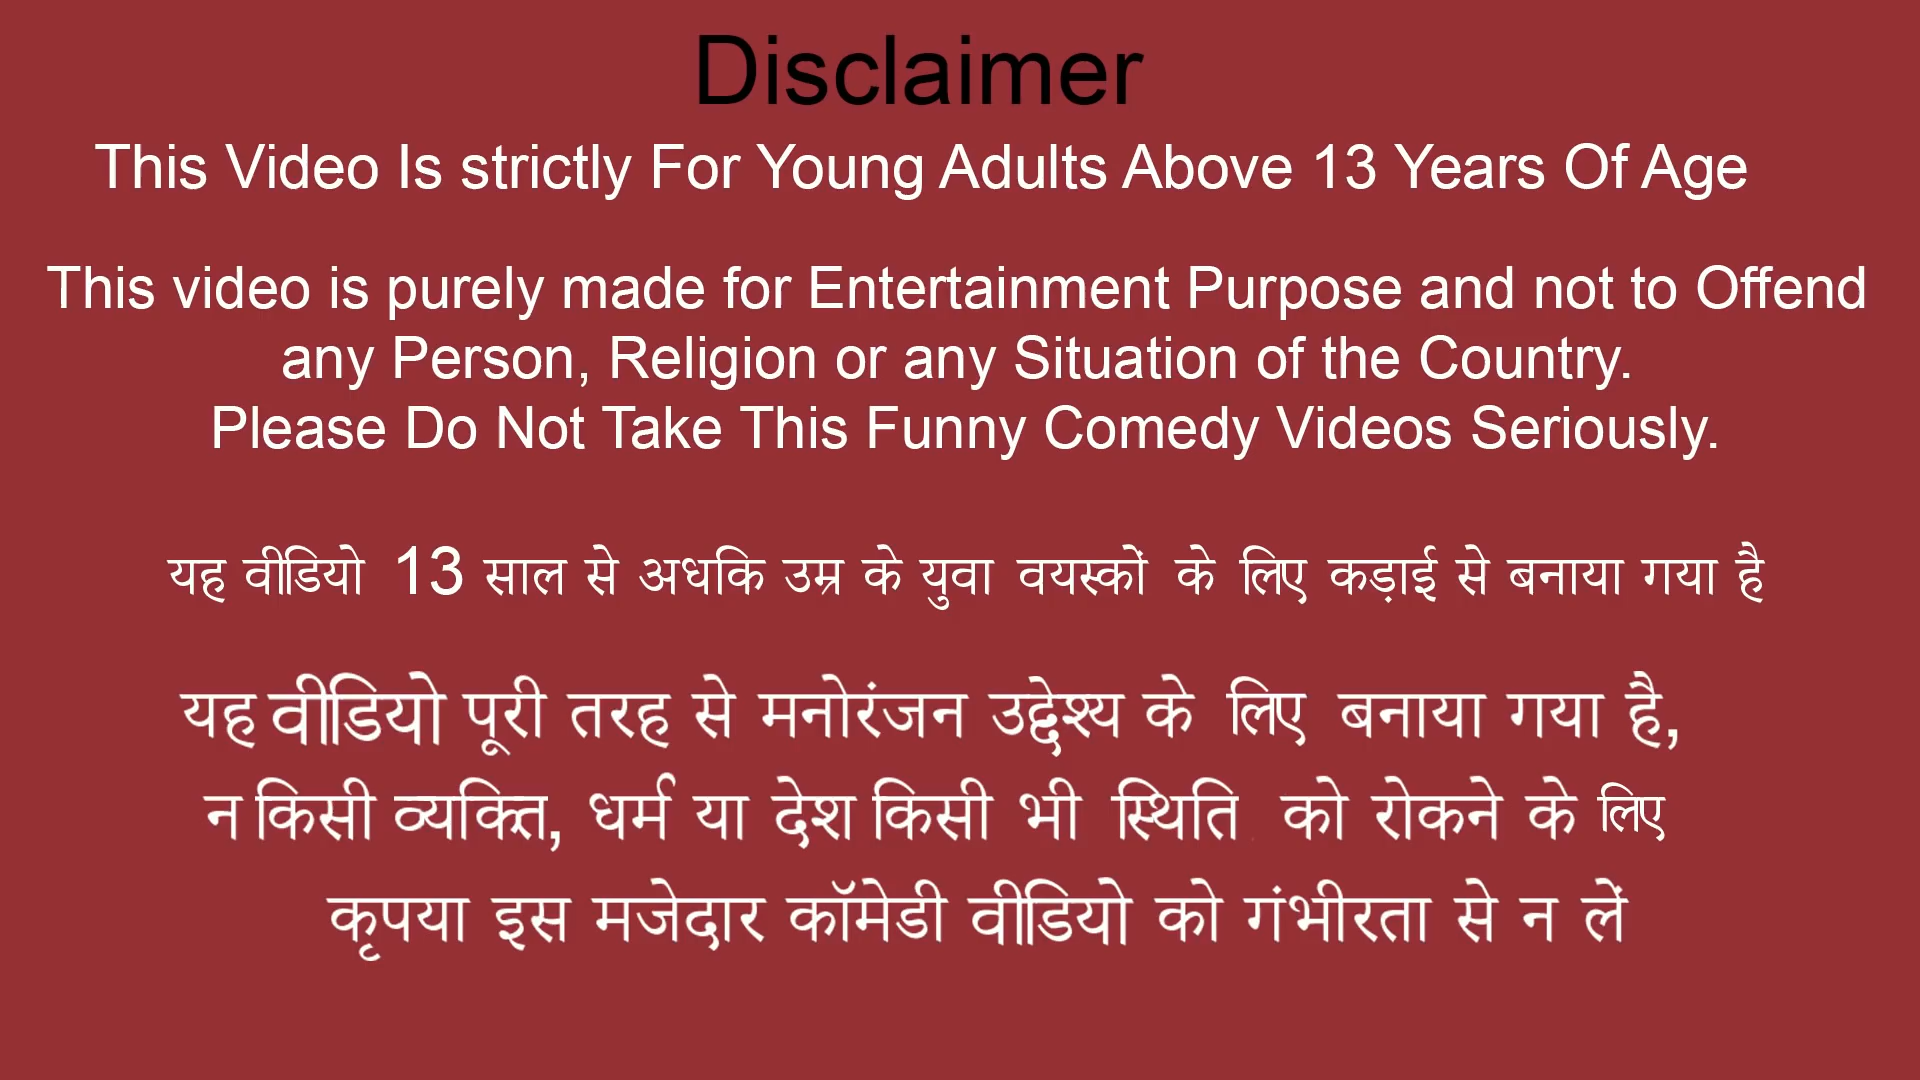 Disclaimer
This Video Is strictly For Young Adults Above 13 Years Of Age
This video is purely made for Entertainment Purpose and not to Offend
any Person, Religion or any Situation of the Country.
Please Do Not Take This Funny Comedy Videos Seriously.
यह वीडियो 13 साल से अधकि उम्र के युवा वयस्कों के लिए कड़ाई से बनाया गया है
यह वीडियो पूरी तरह से मनोरंजन उद्देश्य के लिए बनाया गया है,
न किसी व्यक्ति, धर्म या देश किसी भी स्थिति को रोकने के लिए
कृपया इस मजेदार कॉमेडी वीडियो को गंभीरता से न लें